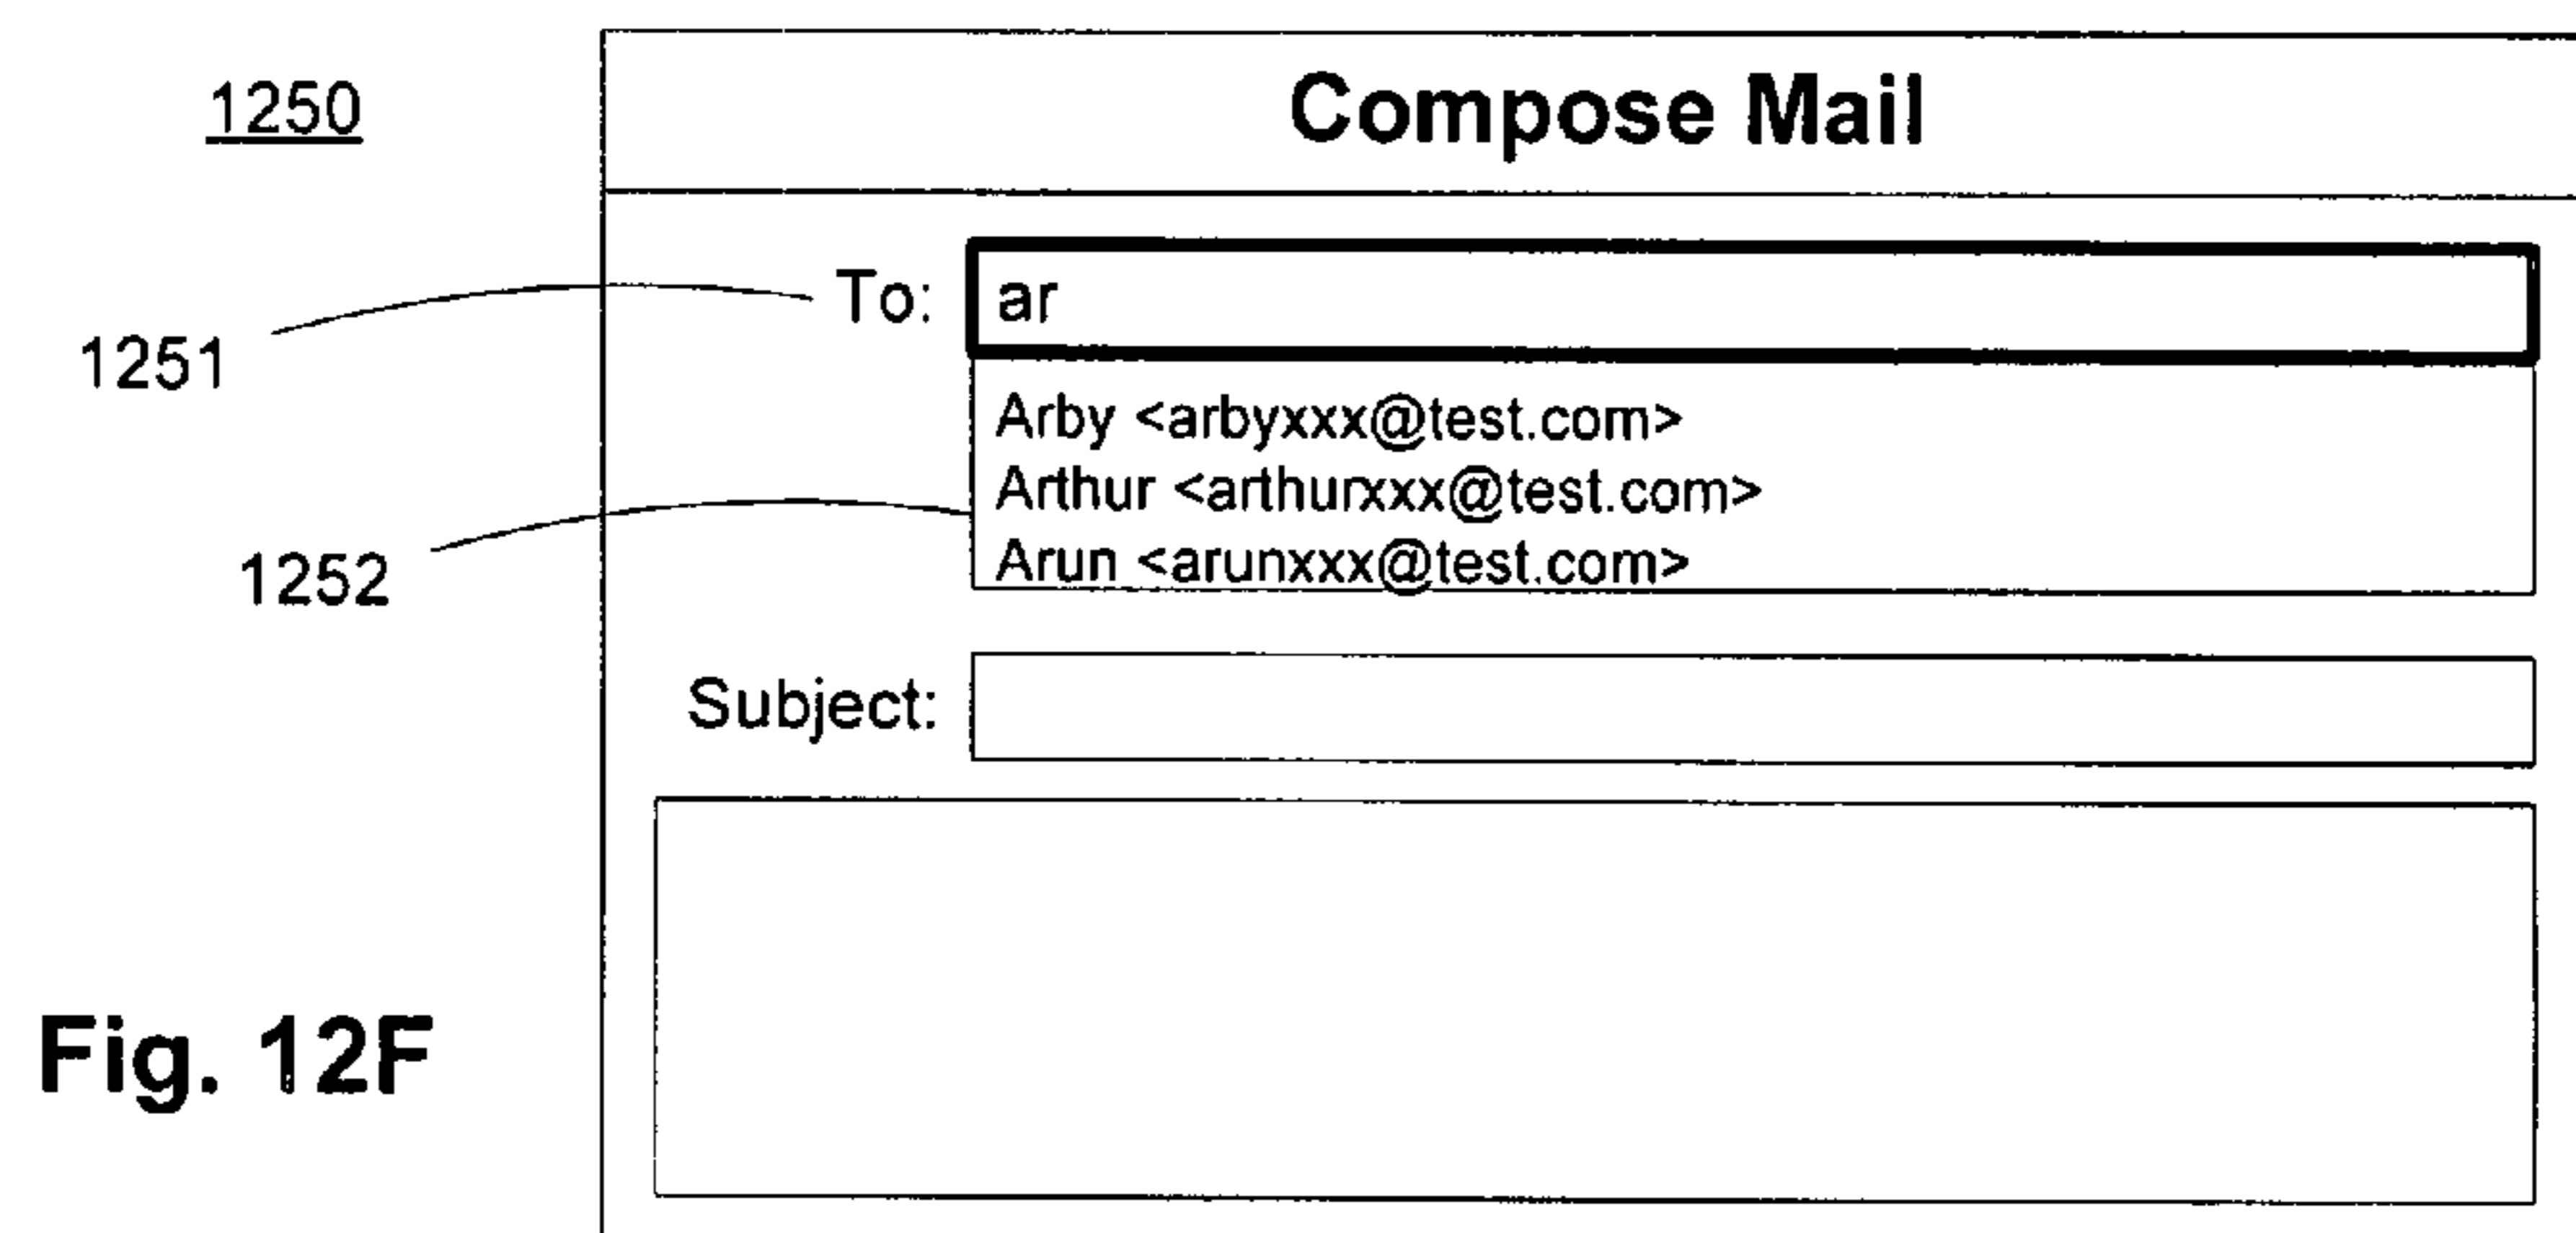 1250
Compose Mail
To: ar
1251
Arby <arbyxxx@test.com>
Arthur <arthurxxx@test.com>
Arun <arunxxx@test.com>
1252
Subject:
Fig. 12F